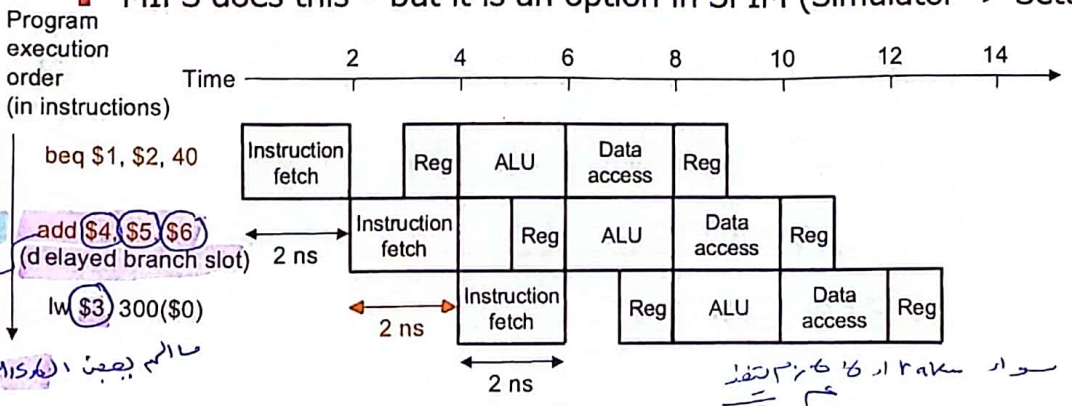 MIPS does this – but it is an option in SPIM (Simulator ->
Program
execution
order
(in instructions)
Time
2 4 6 8 10 12 14
beq $1, $2, 40
Instruction
fetch
Reg
ALU
Data
access
Reg
add $4, $5, $6
(d elayed branch slot)
2 ns
Instruction
fetch
Reg
ALU
Data
access
Reg
lw $3, 300($0)
2 ns
Instruction
fetch
Reg
ALU
Data
access
Reg
2 ns